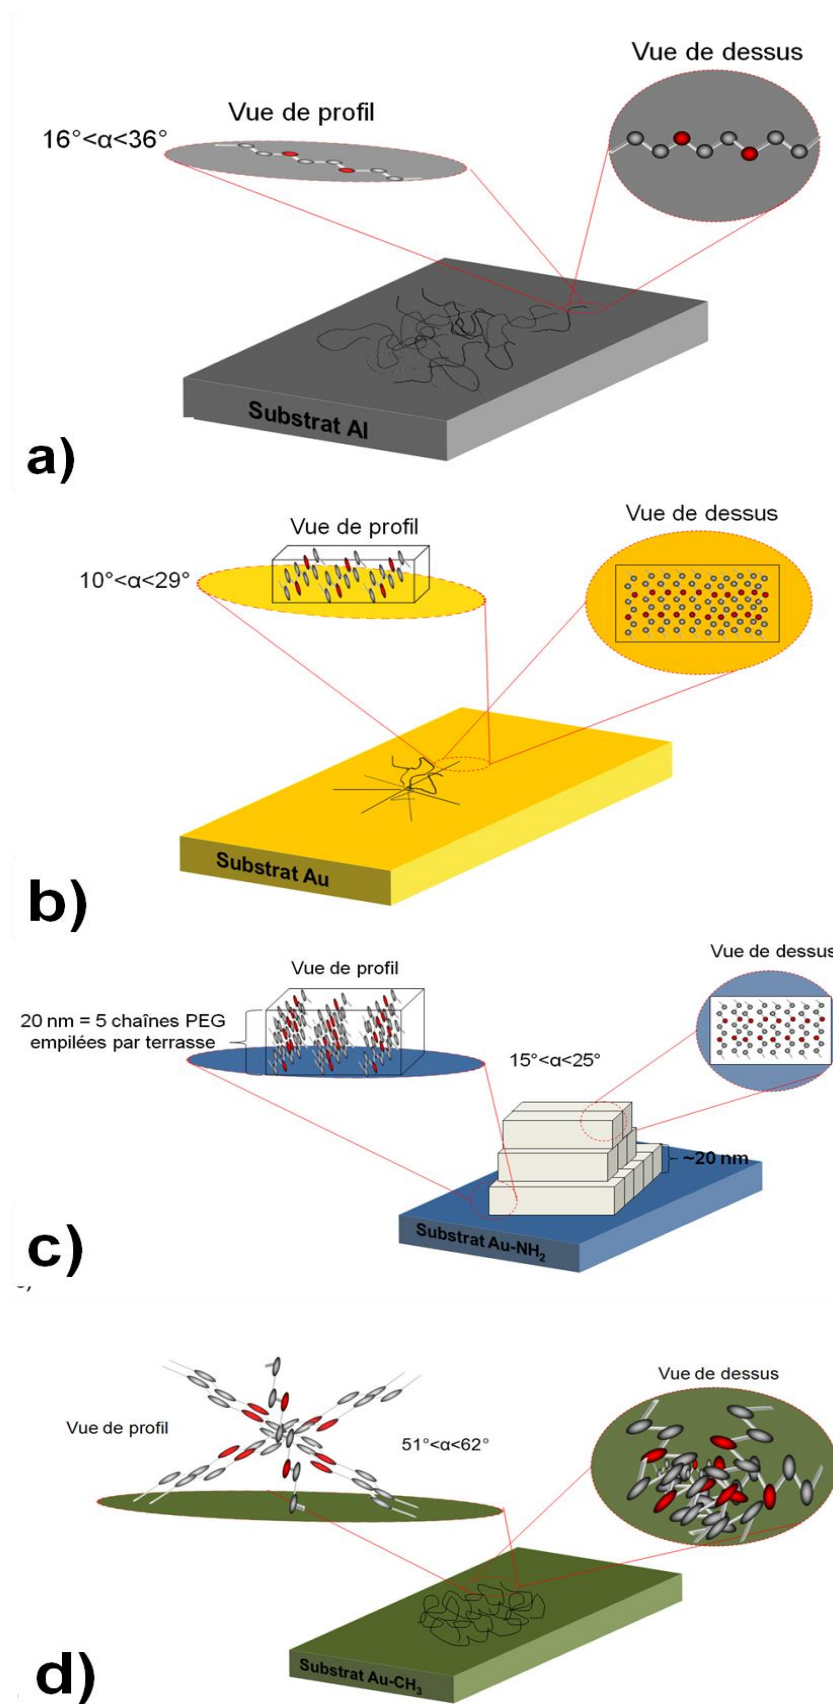 Vue de dessus
Vue de profil
16°<α<36°
Substrat Al
a)
Vue de profil
Vue de dessus
10°<α<29°
Substrat Au
b)
Vue de dessus
Vue de profil
20 nm = 5 chaînes PEG
empilées par terrasse
15°<α<25°
~20 nm
Substrat Au-NH₂
c)
Vue de dessus
Vue de profil
51°<α<62°
Substrat Au-CH₃
d)